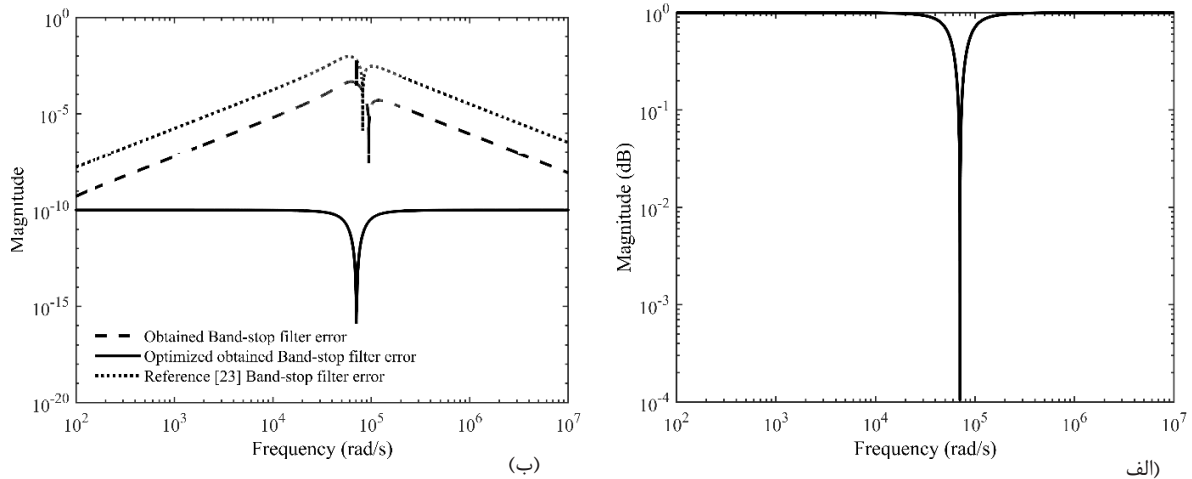 10^0
10^-5
10^-10
10^-15
10^-20
Magnitude
Obtained Band-stop filter error
Optimized obtained Band-stop filter error
Reference [23] Band-stop filter error
10^2 10^3 10^4 10^5 10^6 10^7
Frequency (rad/s)
(ب)
10^0
10^-1
10^-2
10^-3
10^-4
Magnitude (dB)
10^2 10^4 10^5 10^6 10^7
Frequency (rad/s)
الف)